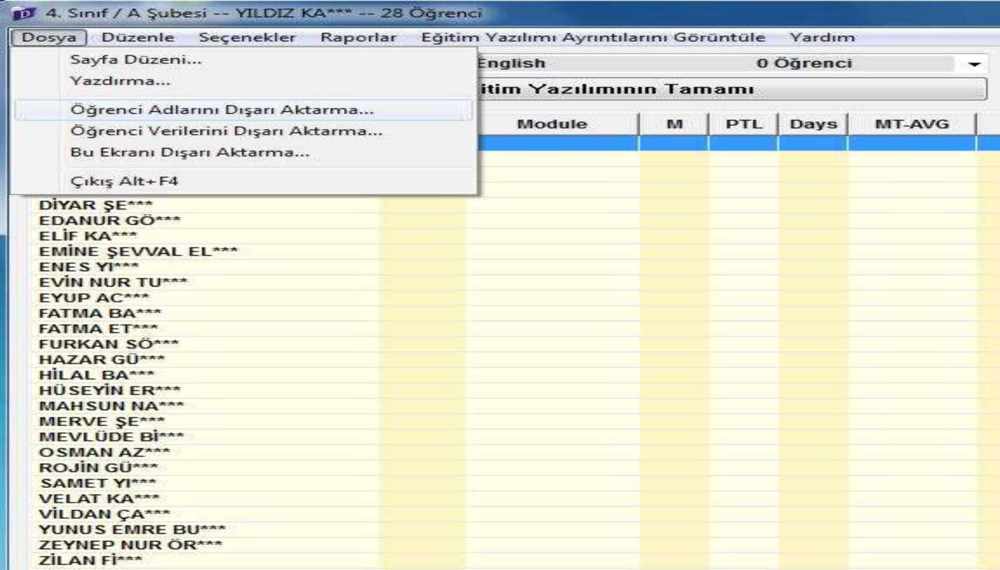 4. Sınıf / A Şubesi -- YILDIZ KA*** -- 28 Öğrenci
Dosya Düzenle Seçenekler Raporlar Eğitim Yazılımı Ayrıntılarını Görüntüle Yardım
Sayfa Düzeni...
Yazdırma...
Öğrenci Adlarını Dışarı Aktarma...
Öğrenci Verilerini Dışarı Aktarma...
Bu Ekranı Dışarı Aktarma...
Çıkış Alt+F4
English 0 Öğrenci
itim Yazılımının Tamamı
Module M PTL Days MT-AVG
DİYAR ŞE***
EDANUR GÖ***
ELİF KA***
EMİNE ŞEVVAL EL***
ENES YI***
EVİN NUR TU***
EYUP AC***
FATMA BA***
FATMA ET***
FURKAN SÖ***
HAZAR GÜ***
HİLAL BA***
HÜSEYİN ER***
MAHSUN NA***
MERVE ŞE***
MEVLÜDE Bİ***
OSMAN AZ***
ROJİN GÜ***
SAMET YI***
VELAT KA***
VİLDAN ÇA***
YUNUS EMRE BU***
ZEYNEP NUR ÖR***
ZİLAN Fİ***